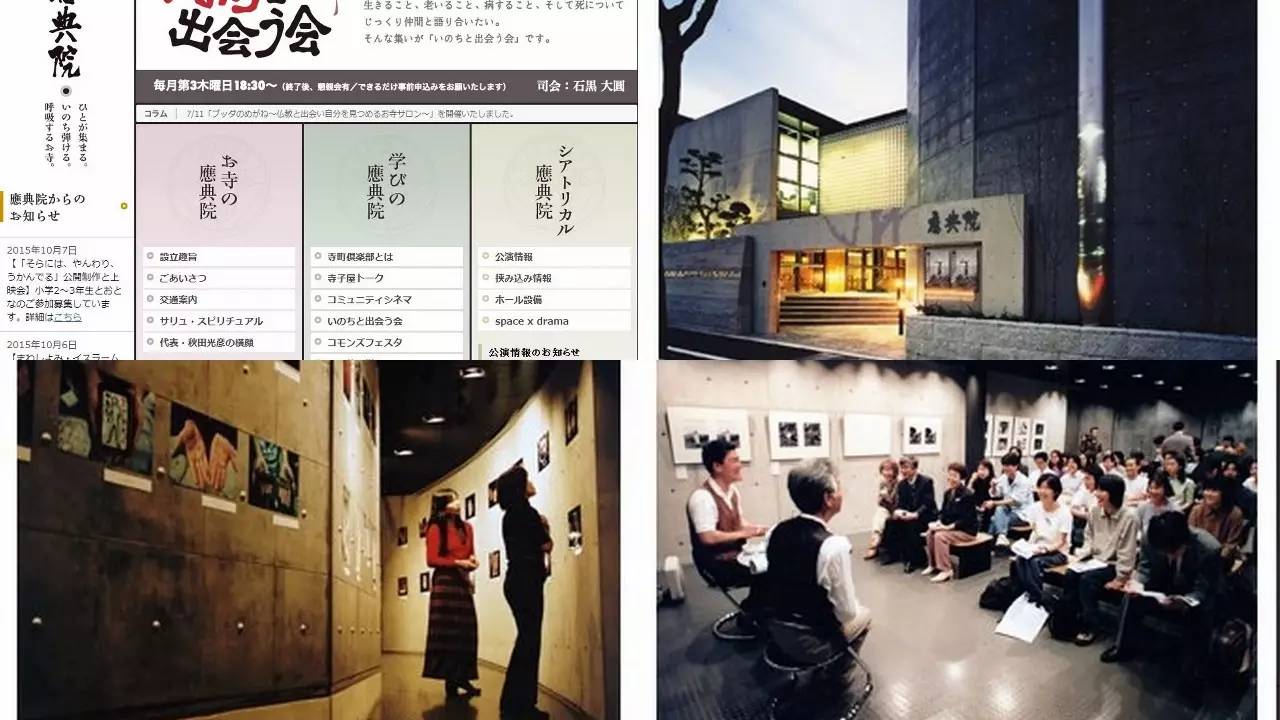 應典院
ひとが集まる。
いのち弾ける。
呼吸するお寺。
應典院からの
お知らせ
2015年10月7日
【「そらには、やんわり、
うかんでる」公開制作と上
映会】小学2～3年生とおと
なのご参加募集していま
す。詳細はこちら
2015年10月6日
出会う会
生きること、老いること、病すること、そして死について
じっくり仲間と語り合いたい。
そんな集いが「いのちと出会う会」です。
毎月第3木曜日18:30～（終了後、懇親会有／できるだけ事前申込みをお願いたします）
司会：石黒 大圓
コラム
7/11「ブッダのめがね～仏教と出会い自分を見つめるお寺サロン～」を開催いたしました。
お寺の
應典院
設立趣旨
ごあいさつ
交通案内
サリュ・スピリチュアル
代表・秋田光彦の横顔
学びの
應典院
寺町倶楽部とは
寺子屋トーク
コミュニティシネマ
いのちと出会う会
コモンズフェスタ
シアトリカル
應典院
公演情報
挟み込み情報
ホール設備
space x drama
公演情報のお知らせ
應典院